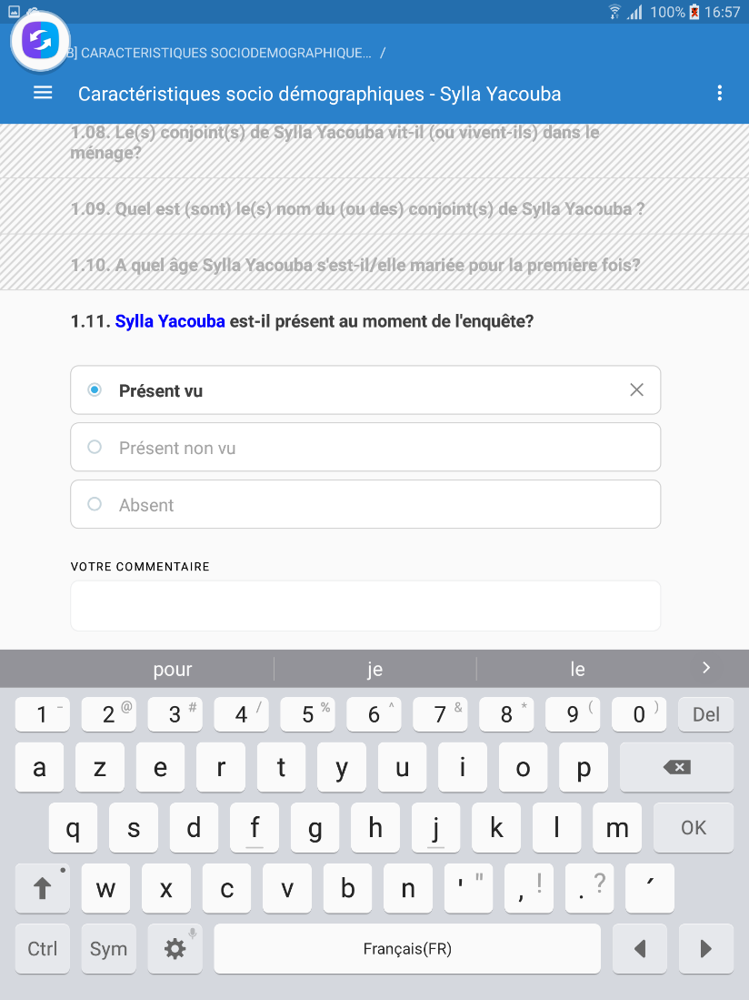 100% 16:57
B] CARACTERISTIQUES SOCIODEMOGRAPHIQUE... /
Caractéristiques socio démographiques - Sylla Yacouba
1.08. Le(s) conjoint(s) de Sylla Yacouba vit-il (ou vivent-ils) dans le
ménage?
1.09. Quel est (sont) le(s) nom du (ou des) conjoint(s) de Sylla Yacouba ?
1.10. A quel âge Sylla Yacouba s'est-il/elle mariée pour la première fois?
1.11. Sylla Yacouba est-il présent au moment de l'enquête?
Présent vu
Présent non vu
Absent
VOTRE COMMENTAIRE
pour je le
1 - 2 @ 3 # 4 / 5 % 6 ^ 7 & 8 * 9 ( 0 ) Del
a z e r t y u i o p
q s d f g h j k l m OK
w x c v b n ' " , ! . ? ´
Ctrl Sym Français(FR)